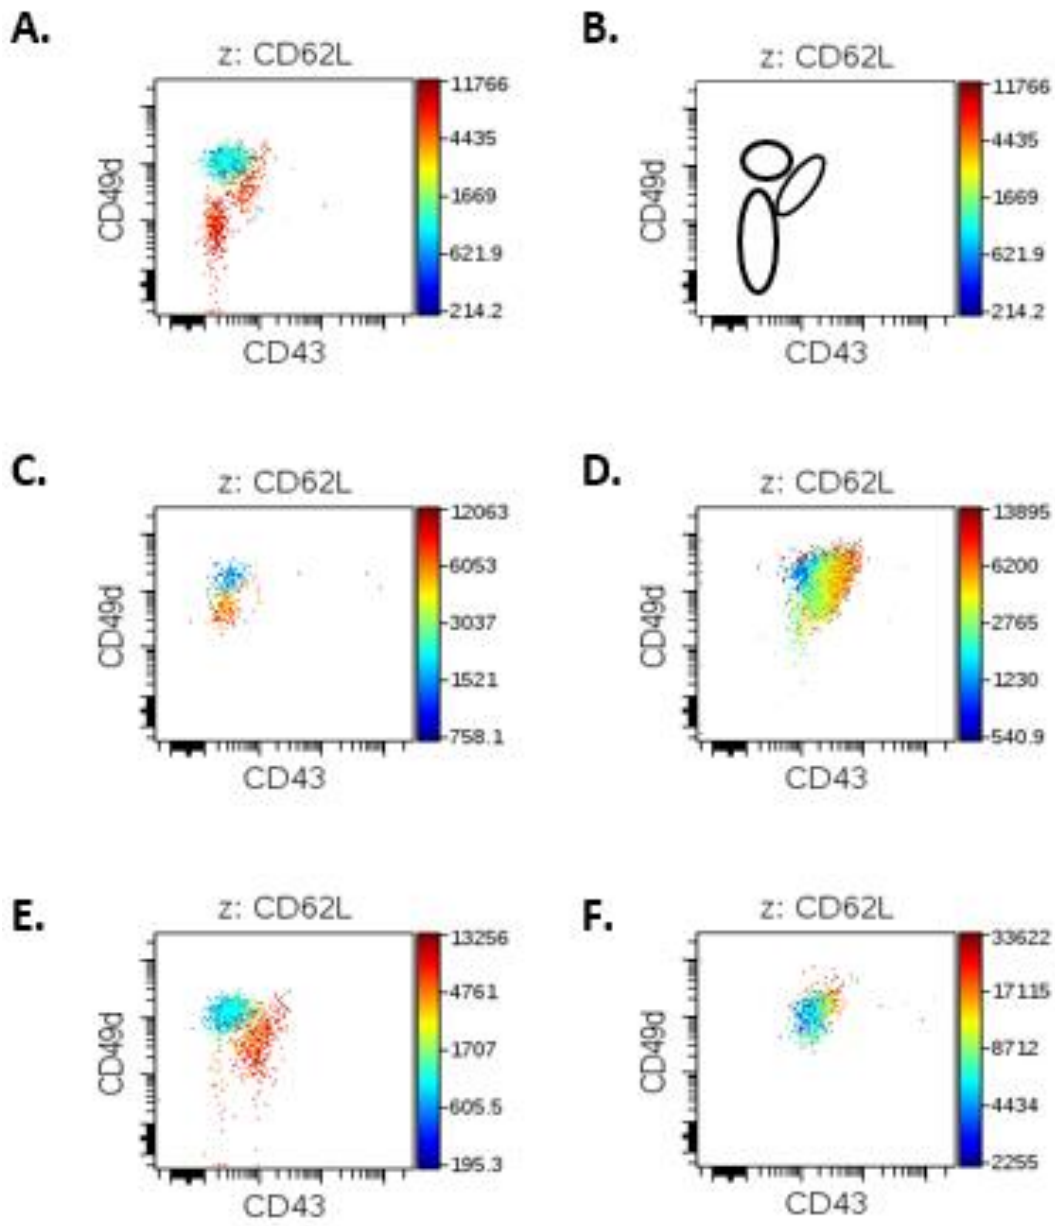 A.
z: CD62L
CD49d
11766
4435
1669
621.9
214.2
CD43
B.
z: CD62L
CD49d
11766
4435
1669
621.9
214.2
CD43
C.
z: CD62L
CD49d
12063
6053
3037
1521
758.1
CD43
D.
z: CD62L
CD49d
13895
6200
2765
1230
540.9
CD43
E.
z: CD62L
CD49d
13256
4761
1707
605.5
195.3
CD43
F.
z: CD62L
CD49d
33622
17115
8712
4434
2255
CD43